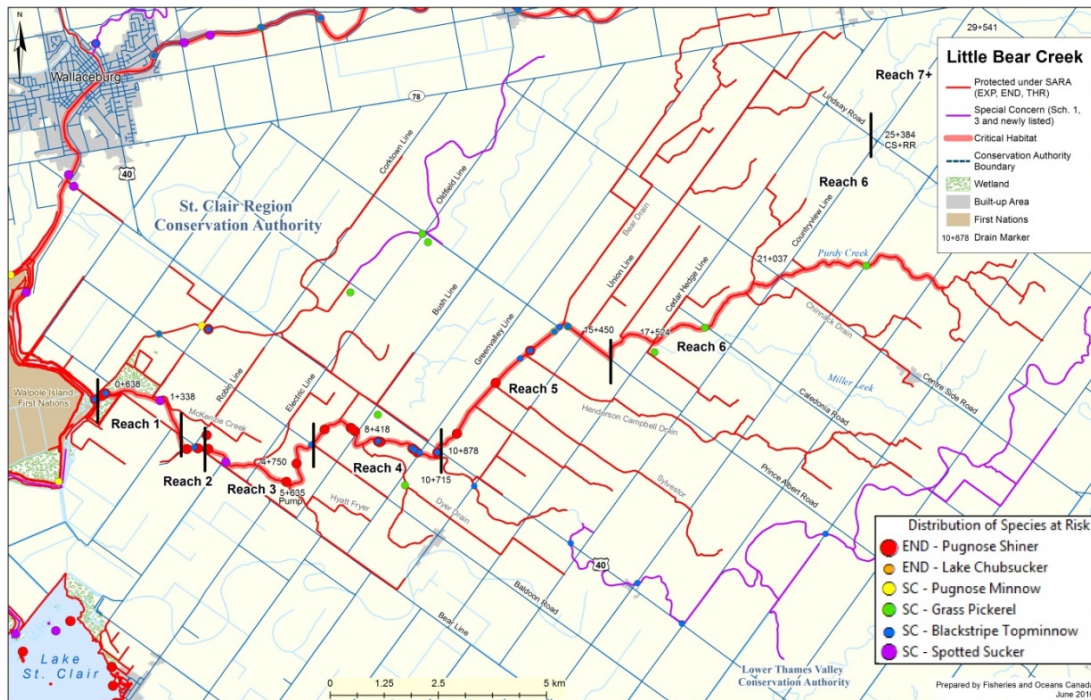 N
Wallaceburg
40
78
St. Clair Region
Conservation Authority
Corktown Line
Oldfield Line
Bush Line
Greenvalley Line
Bear Drain
Union Line
Cedar Hedge Line
Countryview Line
Lindsay Road
29+541
Reach 7+
25+384
CS+RR
Reach 6
Little Bear Creek
Protected under SARA
(EXP, END, THR)
Special Concern (Sch. 1,
3 and newly listed)
Critical Habitat
Conservation Authority
Boundary
Wetland
Built-up Area
First Nations
10+878 Drain Marker
21+037
Purdy Creek
15+450
17+524
Reach 6
Chinnack Drain
Centre Side Road
Walpole Island
First Nations
0+638
Reach 1
1+338
Robin Line
McKenzie Creek
Electric Line
Reach 2
Reach 3
4+750
5+635
Pump
8+418
Reach 4
10+878
10+715
Reach 5
Henderson Campbell Drain
Miller Leek
Caledonia Road
Prince Albert Road
Sylvestor
Hyatt Fryer
Dyer Drain
40
Baldoon Road
Bear Line
Lake
St. Clair
0 1.25 2.5 5 km
Lower Thames Valley
Conservation Authority
Distribution of Species at Risk
END - Pugnose Shiner
END - Lake Chubsucker
SC - Pugnose Minnow
SC - Grass Pickerel
SC - Blackstripe Topminnow
SC - Spotted Sucker
Prepared by Fisheries and Oceans Canada